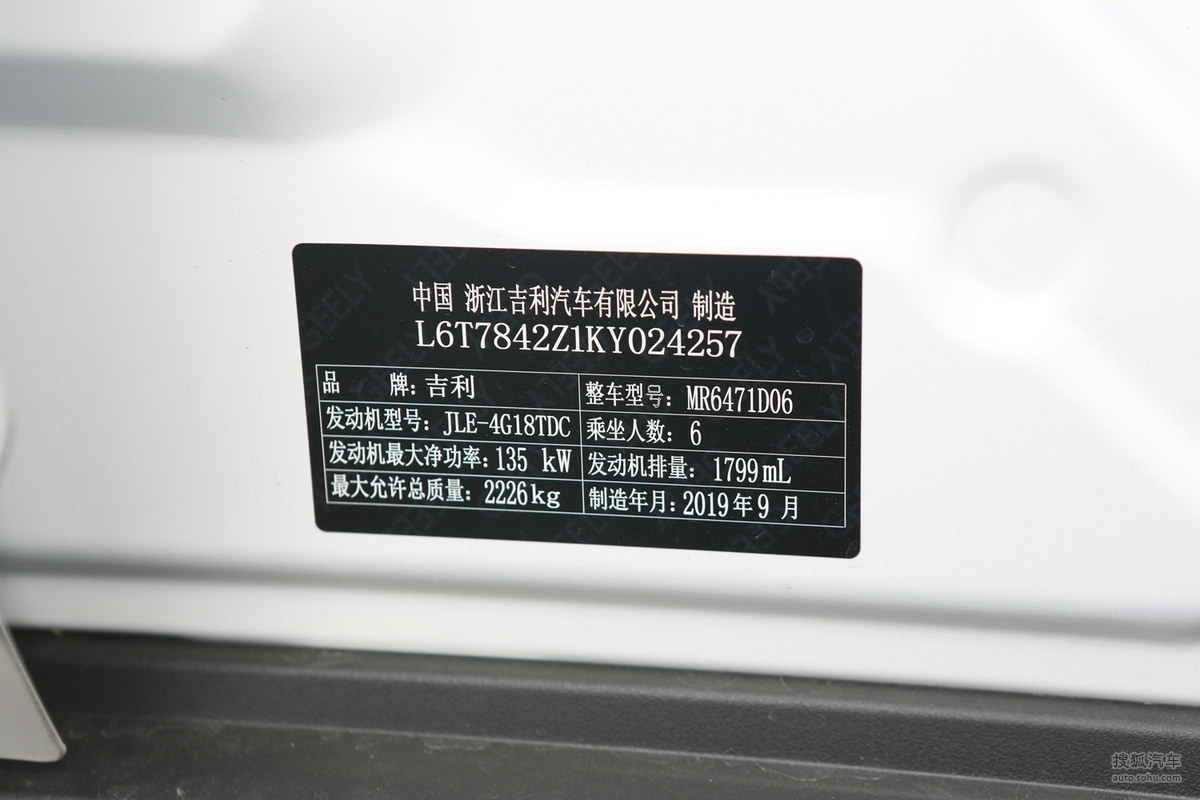 中国 浙江吉利汽车有限公司 制造
L6T7842Z1KY024257
品 牌: 吉利 整车型号: MR6471D06
发动机型号: JLE-4G18TDC 乘坐人数: 6
发动机最大净功率: 135 kW 发动机排量: 1799mL
最大允许总质量: 2226kg 制造年月: 2019年9月
搜狐汽车
auto.sohu.com